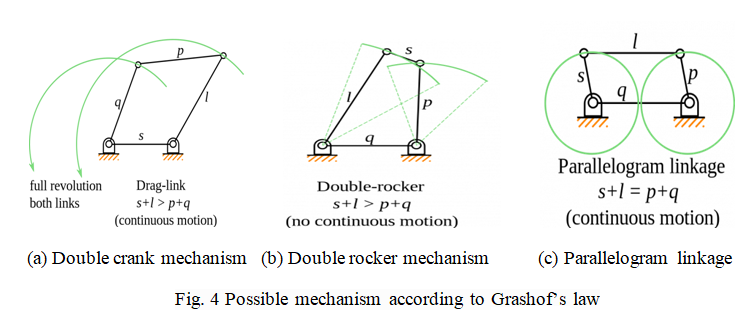 p
q
l
s
full revolution
both links
Drag-link
s+l > p+q
(continuous motion)
s
l
p
q
Double-rocker
s+l > p+q
(no continuous motion)
l
s
p
q
Parallelogram linkage
s+l = p+q
(continuous motion)
(a) Double crank mechanism (b) Double rocker mechanism (c) Parallelogram linkage
Fig. 4 Possible mechanism according to Grashof's law